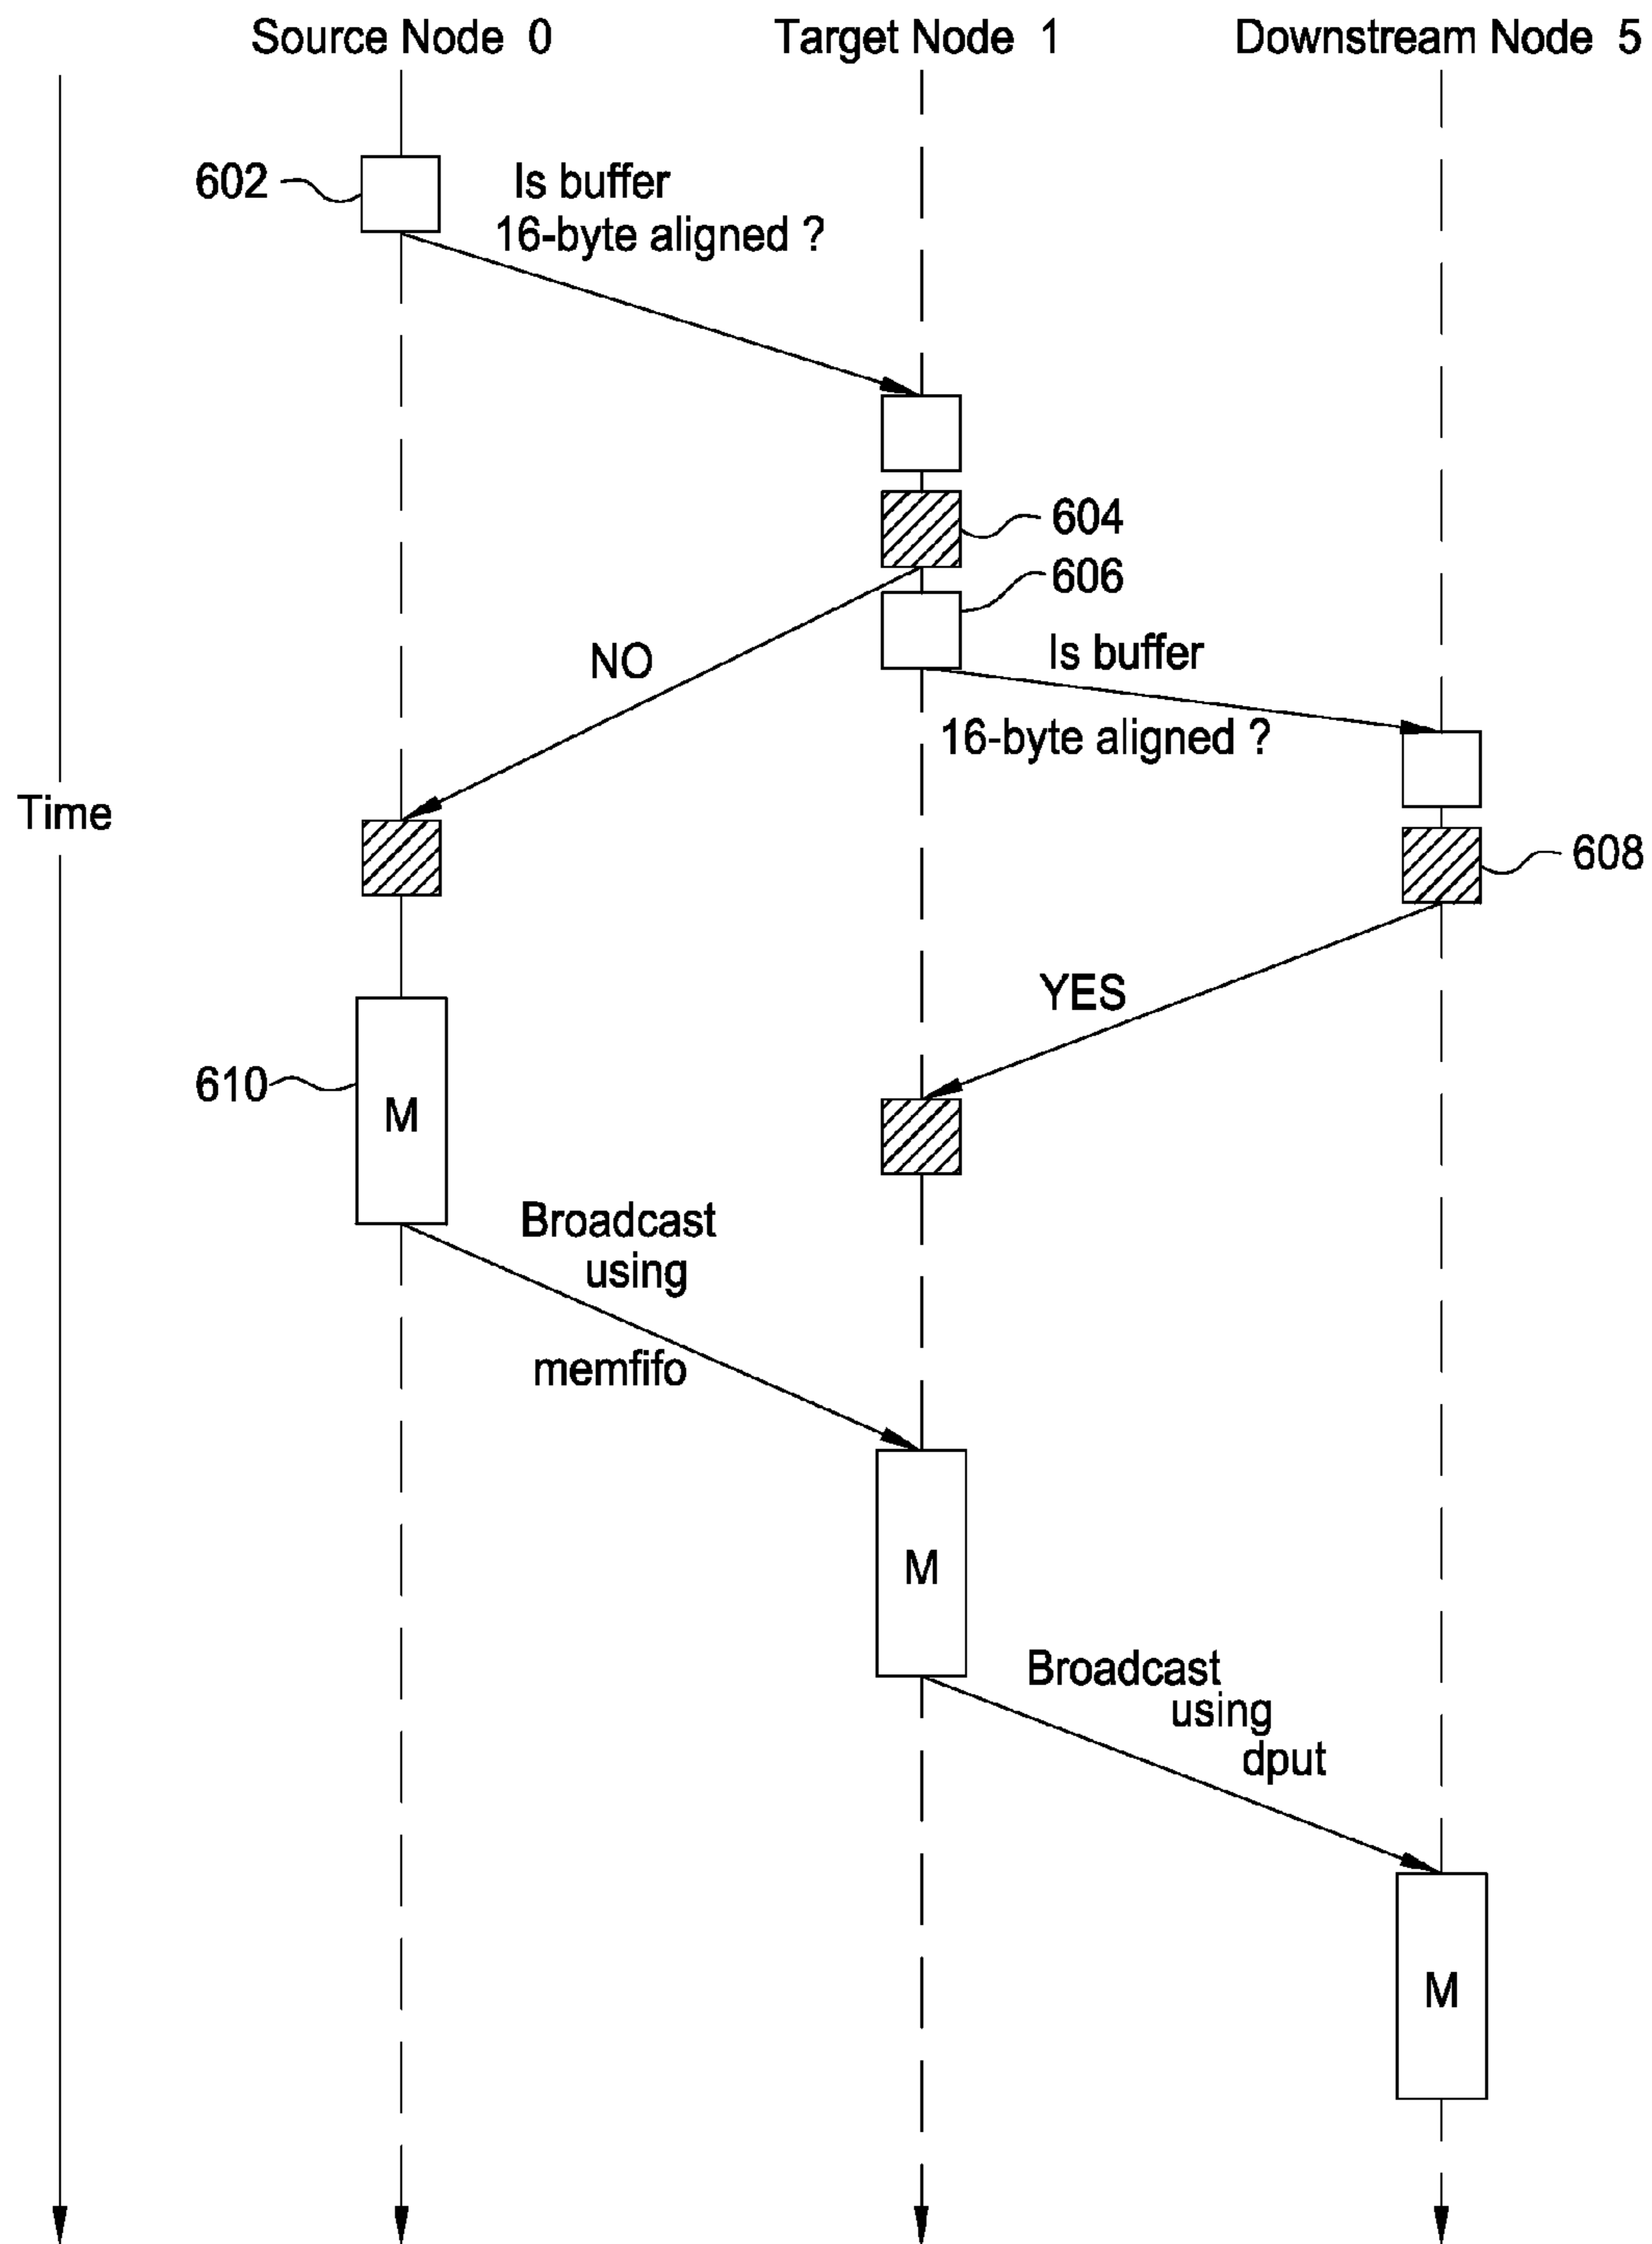 Source Node 0
Target Node 1
Downstream Node 5
602
Is buffer
16-byte aligned ?
604
606
NO
Is buffer
16-byte aligned ?
Time
608
YES
610
M
Broadcast
using
memfifo
M
Broadcast
using
dput
M